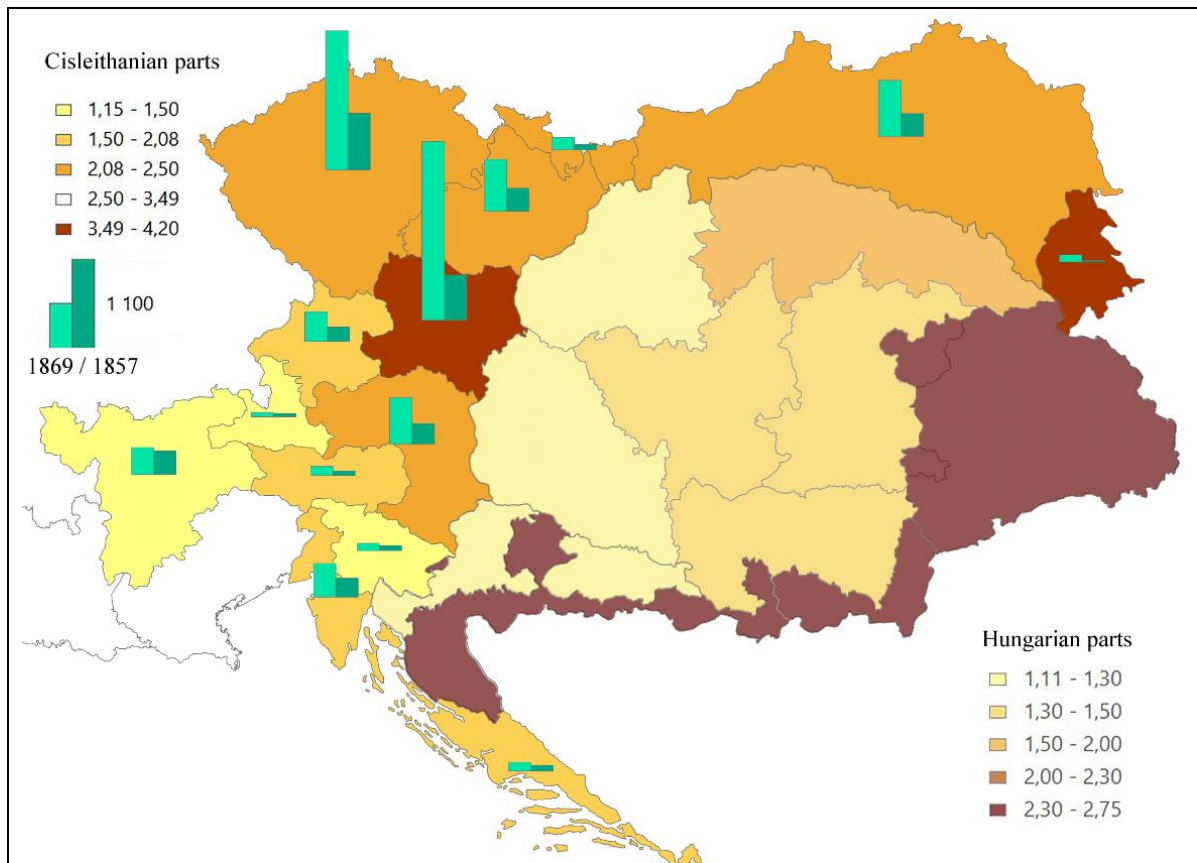 Cisleithanian parts
1,15 - 1,50
1,50 - 2,08
2,08 - 2,50
2,50 - 3,49
3,49 - 4,20
1 100
1869 / 1857
Hungarian parts
1,11 - 1,30
1,30 - 1,50
1,50 - 2,00
2,00 - 2,30
2,30 - 2,75